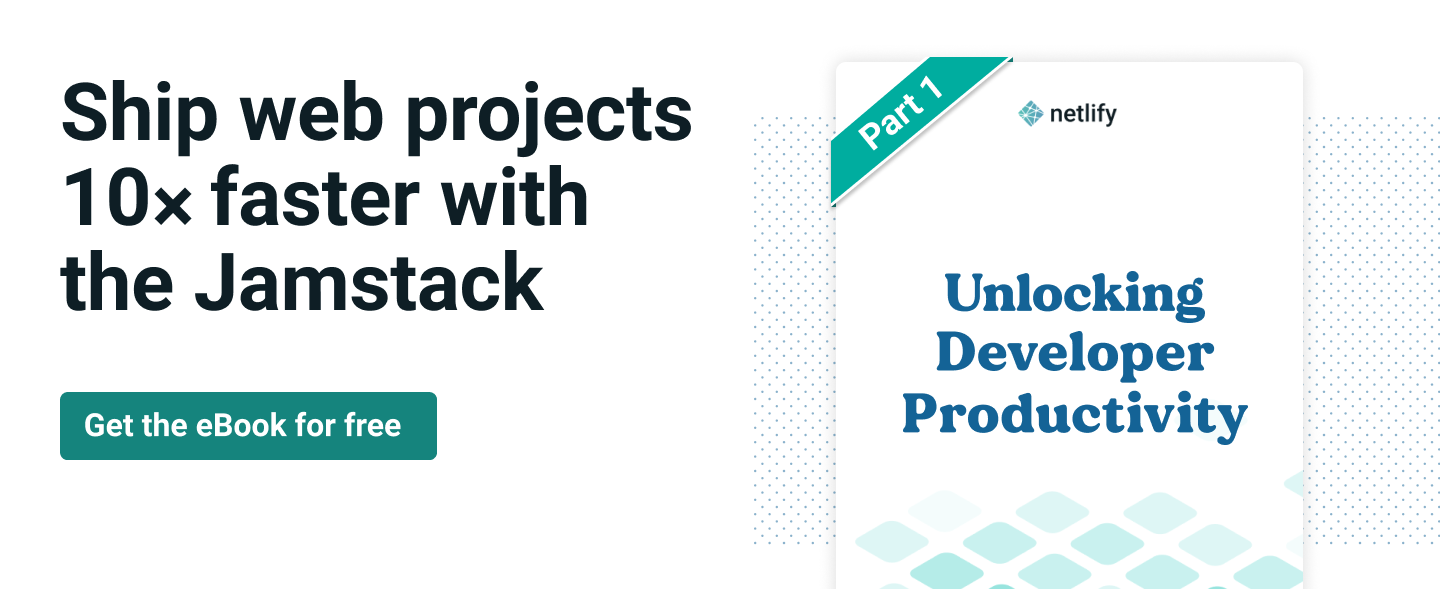 Ship web projects
10× faster with
the Jamstack
Get the eBook for free
Part 1
netlify
Unlocking
Developer
Productivity